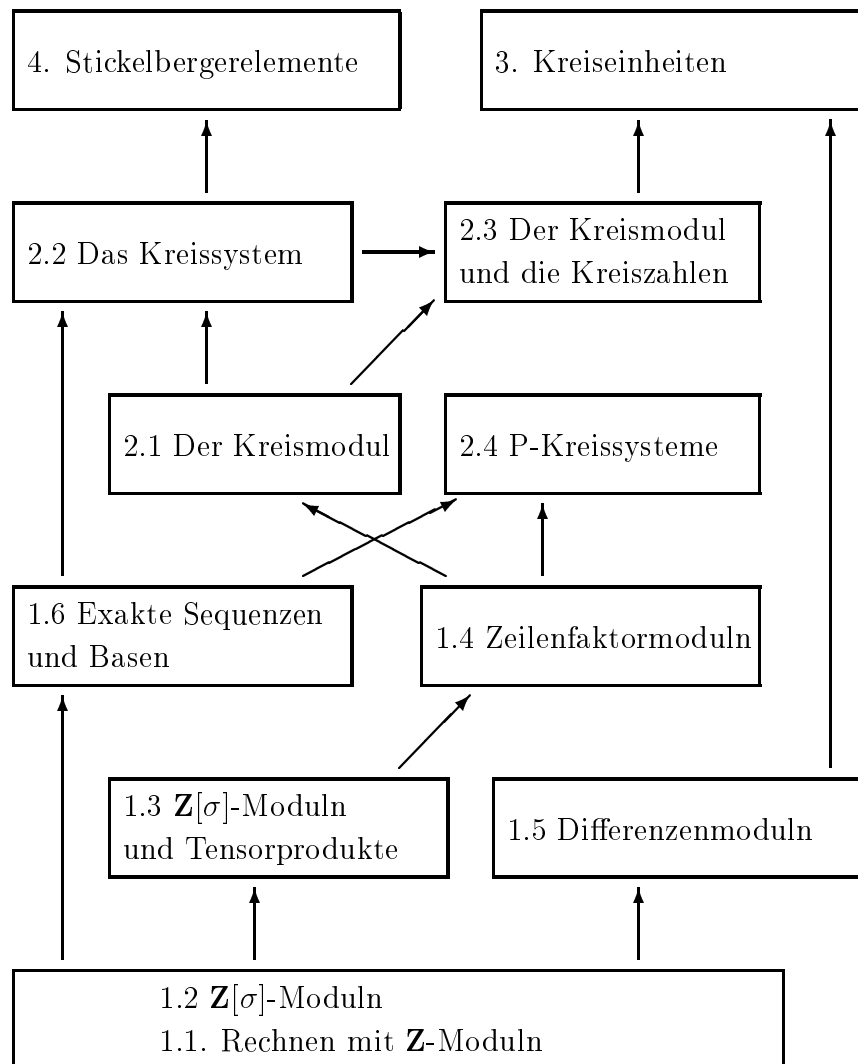 4. Stickelbergerelemente
3. Kreiseinheiten
2.2 Das Kreissystem
2.3 Der Kreismodul
und die Kreiszahlen
2.1 Der Kreismodul
2.4 P-Kreissysteme
1.6 Exakte Sequenzen
und Basen
1.4 Zeilenfaktormoduln
1.3 Z[σ]-Moduln
und Tensorprodukte
1.5 Differenzenmoduln
1.2 Z[σ]-Moduln
1.1. Rechnen mit Z-Moduln